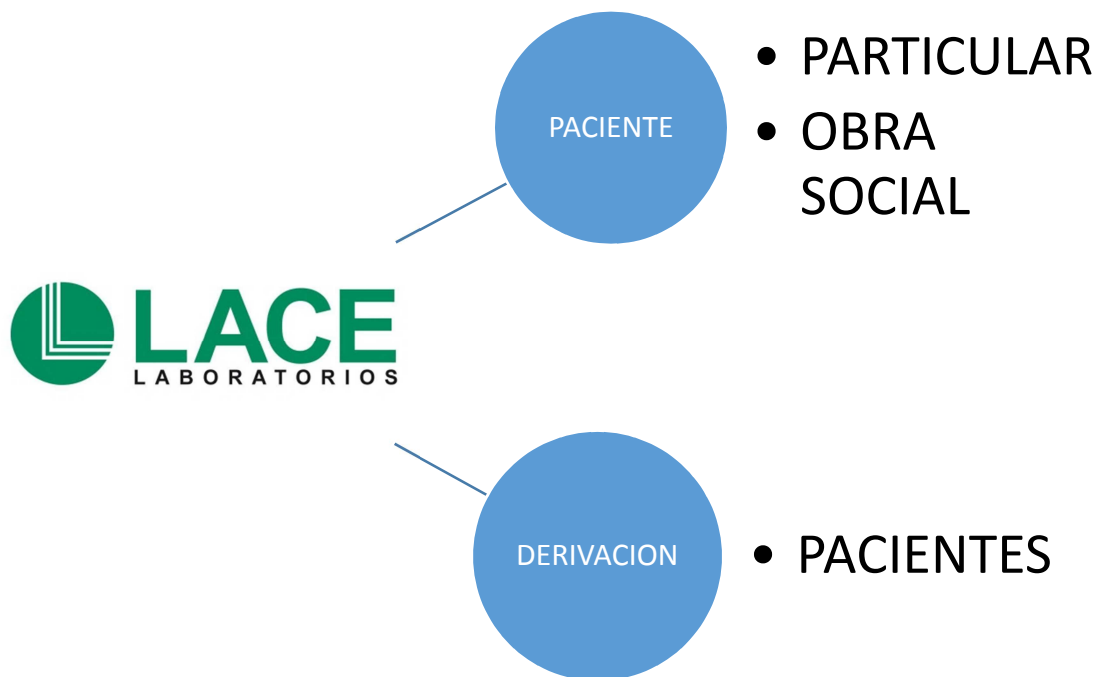 PACIENTE
• PARTICULAR
• OBRA
SOCIAL
LACE
LABORATORIOS
DERIVACION
• PACIENTES